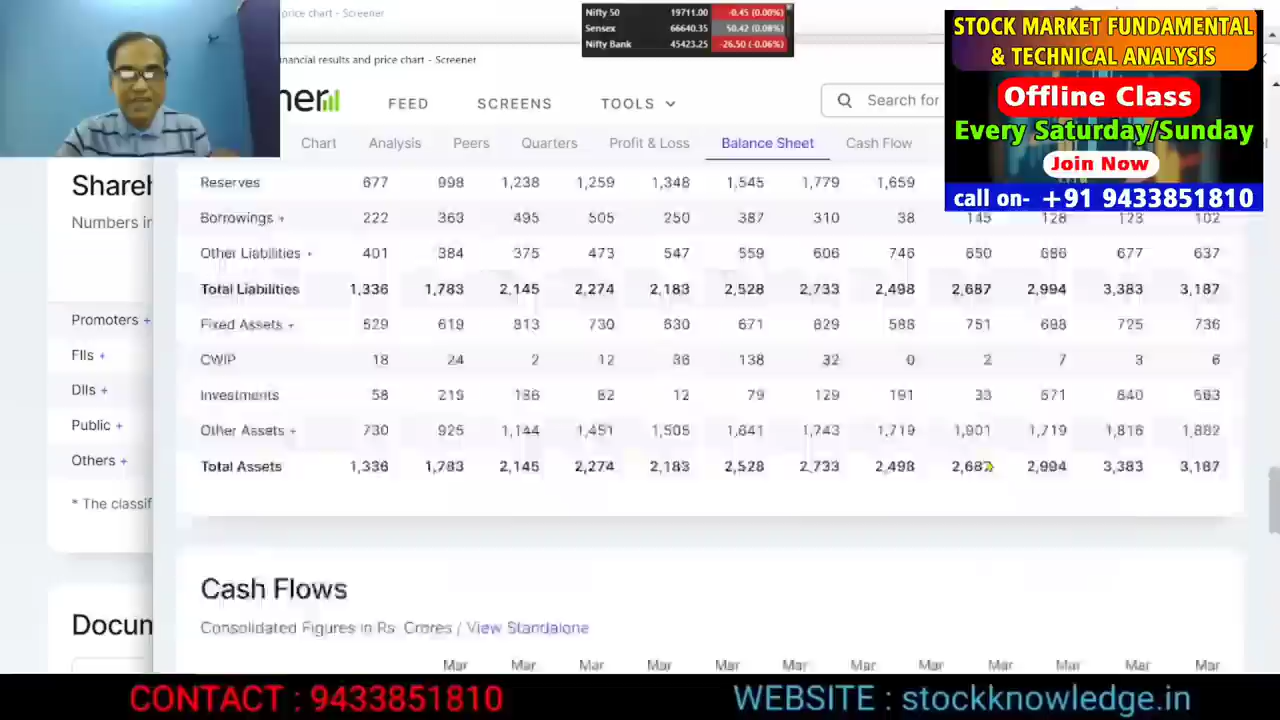 price chart - Screener
Nifty 50 19711.00 -0.45 (0.00%)
Sensex 66640.35 50.42 (0.08%)
Nifty Bank 45423.25 -26.50 (-0.06%)
STOCK MARKET FUNDAMENTAL
& TECHNICAL ANALYSIS
Offline Class
Every Saturday/Sunday
Join Now
call on- +91 9433851810
nancial results and price chart - Screener
ner
FEED SCREENS TOOLS
Search for
Chart Analysis Peers Quarters Profit & Loss Balance Sheet Cash Flow
Shareh
Numbers in
Promoters +
FIIs +
DIIs +
Public +
Others +
* The classif
Docum
Reserves 677 998 1,238 1,259 1,348 1,545 1,779 1,659
Borrowings + 222 363 495 505 250 387 310 38 145 128 123 102
Other Liabilities + 401 384 375 473 547 559 606 746 650 686 677 637
Total Liabilities 1,336 1,783 2,145 2,274 2,183 2,528 2,733 2,498 2,687 2,994 3,383 3,187
Fixed Assets + 529 619 813 730 630 671 829 588 751 698 725 736
CWIP 18 24 2 12 36 138 32 0 2 7 3 6
Investments 58 215 186 82 12 79 129 191 33 571 840 563
Other Assets + 730 925 1,144 1,451 1,505 1,641 1,743 1,719 1,901 1,719 1,816 1,882
Total Assets 1,336 1,783 2,145 2,274 2,183 2,528 2,733 2,498 2,687 2,994 3,383 3,187
Cash Flows
Consolidated Figures in Rs. Crores / View Standalone
Mar Mar Mar Mar Mar Mar Mar Mar Mar Mar Mar Mar
CONTACT : 9433851810
WEBSITE : stockknowledge.in